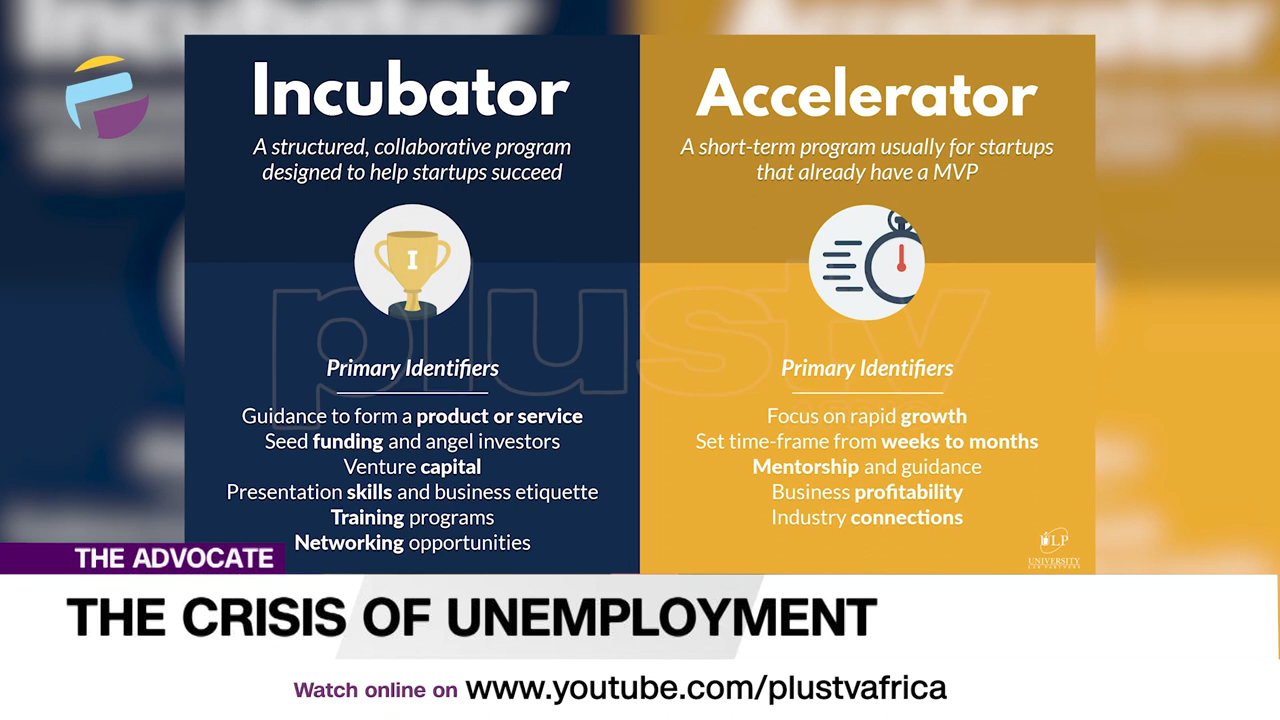 Incubator
A structured, collaborative program
designed to help startups succeed
I
Primary Identifiers
Guidance to form a product or service
Seed funding and angel investors
Venture capital
Presentation skills and business etiquette
Training programs
Networking opportunities
Accelerator
A short-term program usually for startups
that already have a MVP
Primary Identifiers
Focus on rapid growth
Set time-frame from weeks to months
Mentorship and guidance
Business profitability
Industry connections
ULP
UNIVERSITY
LAB PARTNERS
plustv
THE ADVOCATE
THE CRISIS OF UNEMPLOYMENT
Watch online on www.youtube.com/plustvafrica